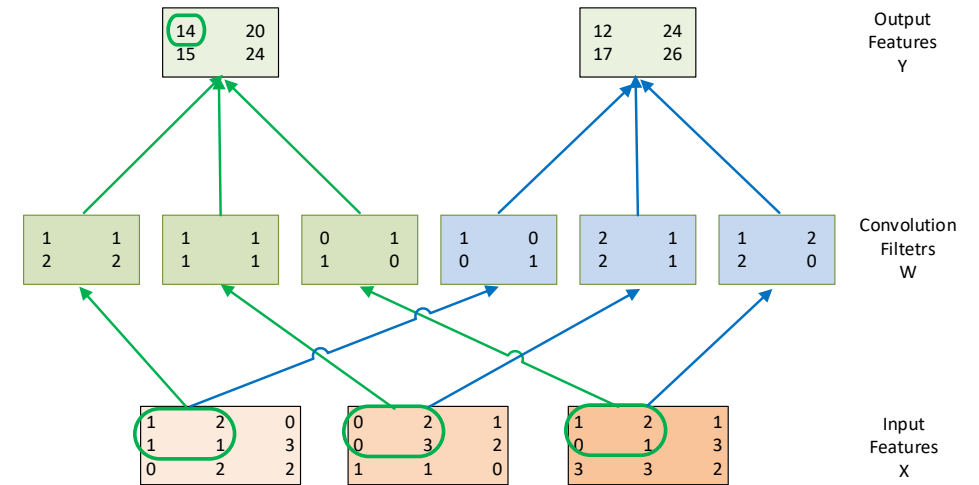 14 20
15 24
12 24
17 26
Output
Features
Y
1 1
2 2
1 1
1 1
0 1
1 0
1 0
0 1
2 1
2 1
1 2
2 0
Convolution
Filtetrs
W
1 2 0
1 1 3
0 2 2
0 2 1
0 3 2
1 1 0
1 2 1
0 1 3
3 3 2
Input
Features
X